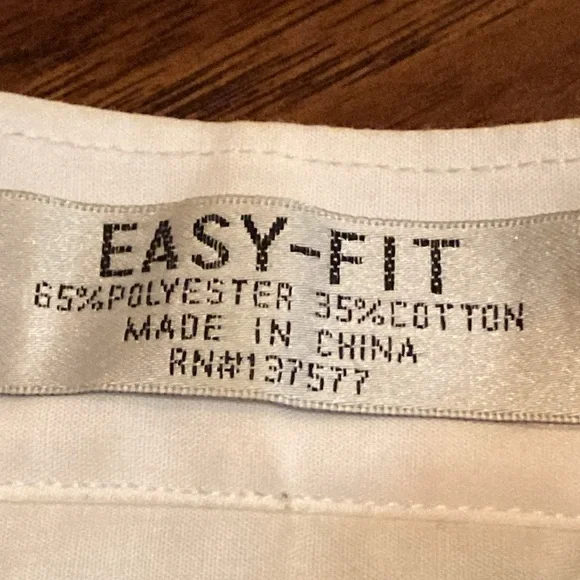 EASY-FIT
65%POLYESTER 35%COTTON
MADE IN CHINA
RN#137577